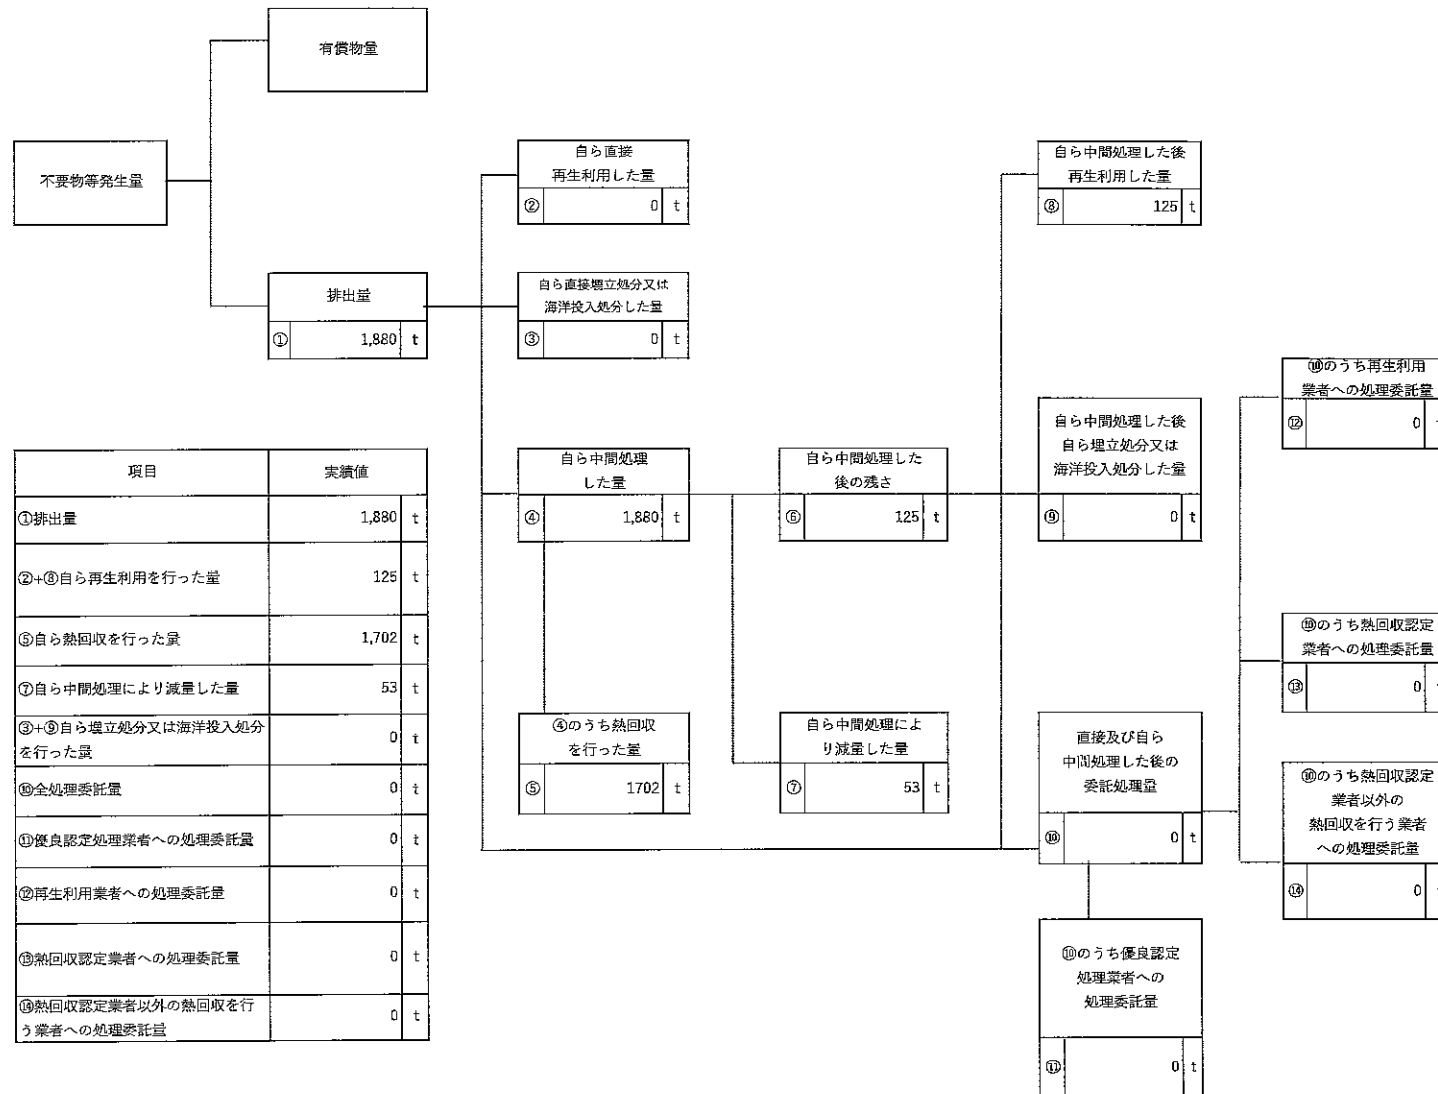 有償物量
不要物等発生量
排出量
① 1,880 t
自ら直接
再生利用した量
② 0 t
自ら直接埋立処分又は
海洋投入処分した量
③ 0 t
自ら中間処理
した量
④ 1,880 t
④のうち熱回収
を行った量
⑤ 1702 t
自ら中間処理した
後の残さ
⑥ 125 t
自ら中間処理によ
り減量した量
⑦ 53 t
自ら中間処理した後
再生利用した量
⑧ 125 t
自ら中間処理した後
自ら埋立処分又は
海洋投入処分した量
⑨ 0 t
直接及び自ら
中間処理した後の
委託処理量
⑩ 0 t
⑩のうち優良認定
処理業者への
処理委託量
⑪ 0 t
⑩のうち再生利用
業者への処理委託量
⑫ 0
⑩のうち熱回収認定
業者への処理委託量
⑬ 0
⑩のうち熱回収認定
業者以外の
熱回収を行う業者
への処理委託量
⑭ 0
項目 実績値
①排出量 1,880 t
②+⑧自ら再生利用を行った量 125 t
⑤自ら熱回収を行った量 1,702 t
⑦自ら中間処理により減量した量 53 t
③+⑨自ら埋立処分又は海洋投入処分
を行った量 0 t
⑩全処理委託量 0 t
⑪優良認定処理業者への処理委託量 0 t
⑫再生利用業者への処理委託量 0 t
⑬熱回収認定業者への処理委託量 0 t
⑭熱回収認定業者以外の熱回収を行
う業者への処理委託量 0 t